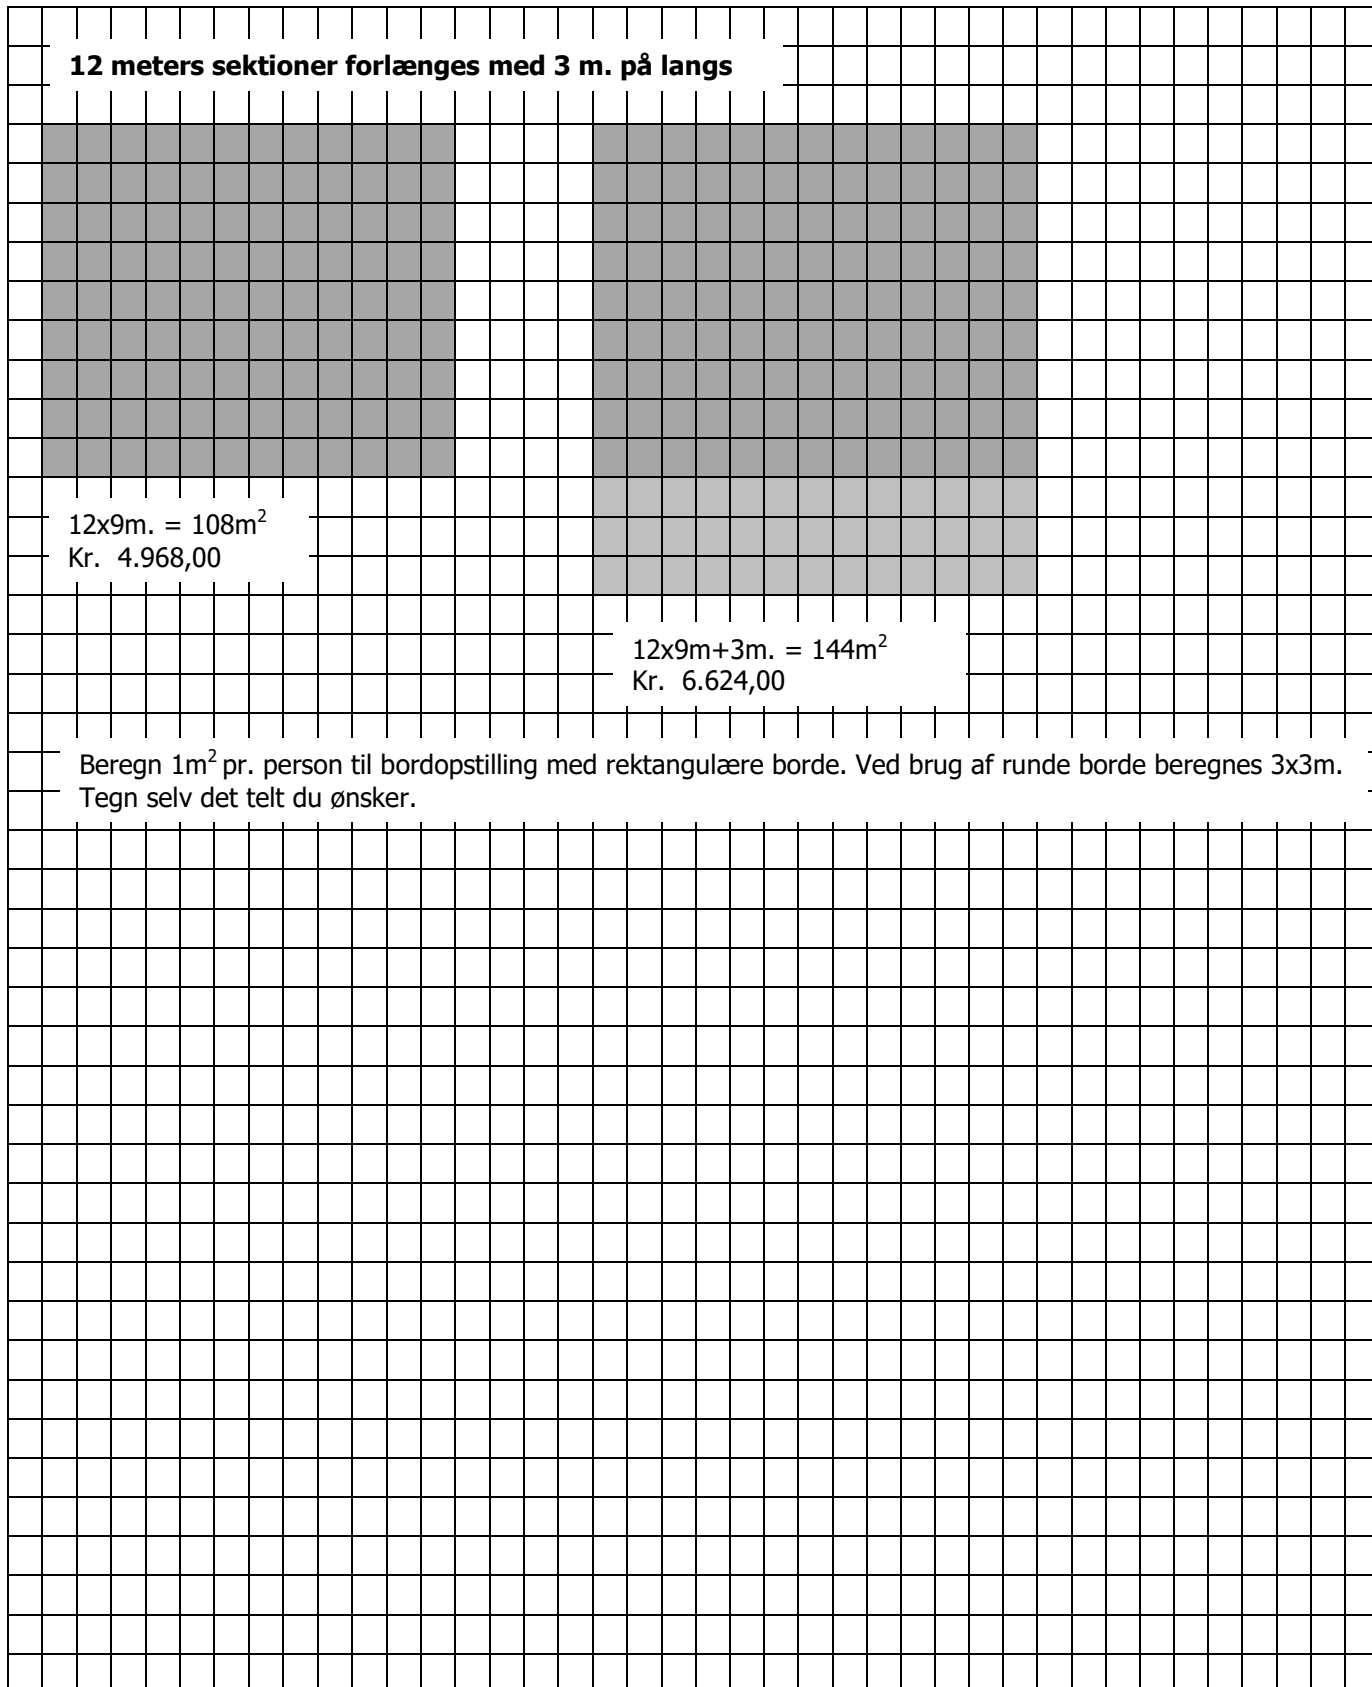 12 meters sektioner forlænges med 3 m. på langs
12x9m. = 108m²
Kr. 4.968,00
12x9m+3m. = 144m²
Kr. 6.624,00
Beregn 1m² pr. person til bordopstilling med rektangulære borde. Ved brug af runde borde beregnes 3x3m.
Tegn selv det telt du ønsker.